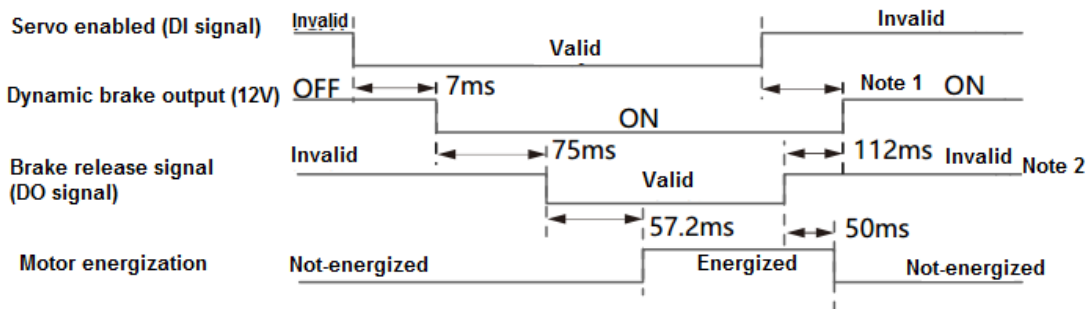 Servo enabled (DI signal) Invalid Valid Invalid
Dynamic brake output (12V) OFF 7ms ON Note 1 ON
Brake release signal
(DO signal) Invalid 75ms Valid 112ms Invalid Note 2
Motor energization Not-energized 57.2ms Energized 50ms Not-energized